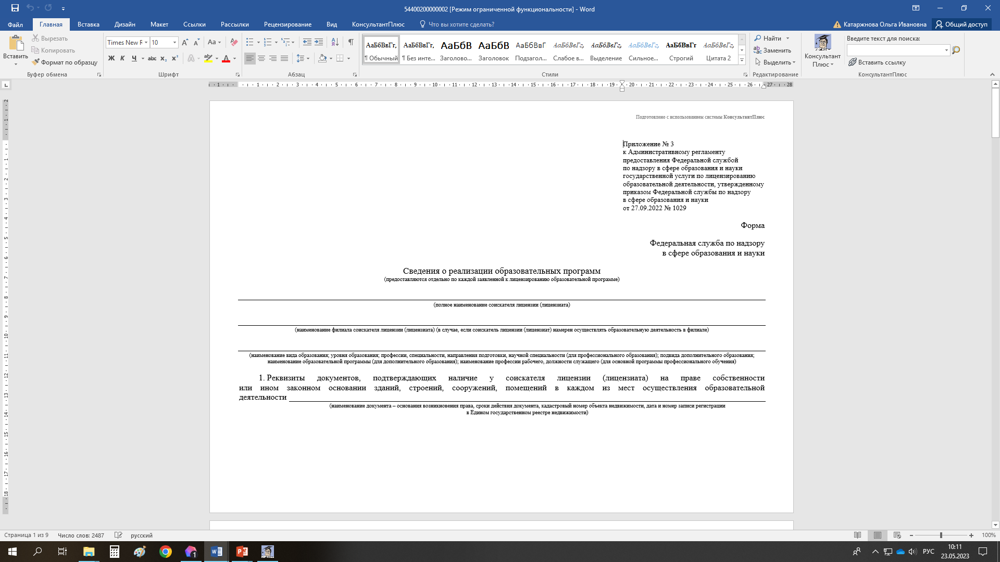 54400200000002 [Режим ограниченной функциональности] - Word
Файл Главная Вставка Дизайн Макет Ссылки Рассылки Рецензирование Вид КонсультантПлюс Что вы хотите сделать? Катаржнова Ольга Ивановна Общий доступ
Вставить
Вырезать
Копировать
Формат по образцу
Буфер обмена
Times New R 10
Ж К Ч abc x₂ x²
Шрифт
Абзац
АаБбВвГг, АаБбВвГг, АаБбВ АаБбВ АаБбВвГ АаБбВвГг, АаБбВвГг, АаБбВвГг, АаБбВвГг АаБбВвГг,
¶ Обычный ¶ Без инте... Заголово... Заголовок Подзагол... Слабое в... Выделение Сильное... Строгий Цитата 2
Стили
Найти
Заменить
Выделить
Редактирование
Консультант
Плюс
Введите текст для поиска:
Вставить ссылку
КонсультантПлюс
Подготовлено с использованием системы КонсультантПлюс
Приложение № 3
к Административному регламенту
предоставления Федеральной службой
по надзору в сфере образования и науки
государственной услуги по лицензированию
образовательной деятельности, утвержденному
приказом Федеральной службы по надзору
в сфере образования и науки
от 27.09.2022 № 1029
Форма
Федеральная служба по надзору
в сфере образования и науки
Сведения о реализации образовательных программ
(предоставляются отдельно по каждой заявленной к лицензированию образовательной программе)
(полное наименование соискателя лицензии (лицензиата)
(наименование филиала соискателя лицензии (лицензиата) (в случае, если соискатель лицензии (лицензиат) намерен осуществлять образовательную деятельность в филиале)
(наименование вида образования; уровня образования; профессии, специальности, направления подготовки, научной специальности (для профессионального образования); подвида дополнительного образования;
наименование образовательной программы (для дополнительного образования); наименование профессии рабочего, должности служащего (для основной программы профессионального обучения)
1. Реквизиты документов, подтверждающих наличие у соискателя лицензии (лицензиата) на праве собственности
или ином законном основании зданий, строений, сооружений, помещений в каждом из мест осуществления образовательной
деятельности
(наименование документа – основания возникновения права, сроки действия документа, кадастровый номер объекта недвижимости, дата и номер записи регистрации
в Едином государственном реестре недвижимости)
Страница 1 из 9 Число слов: 2487 русский 100%
РУС 10:11
23.05.2023